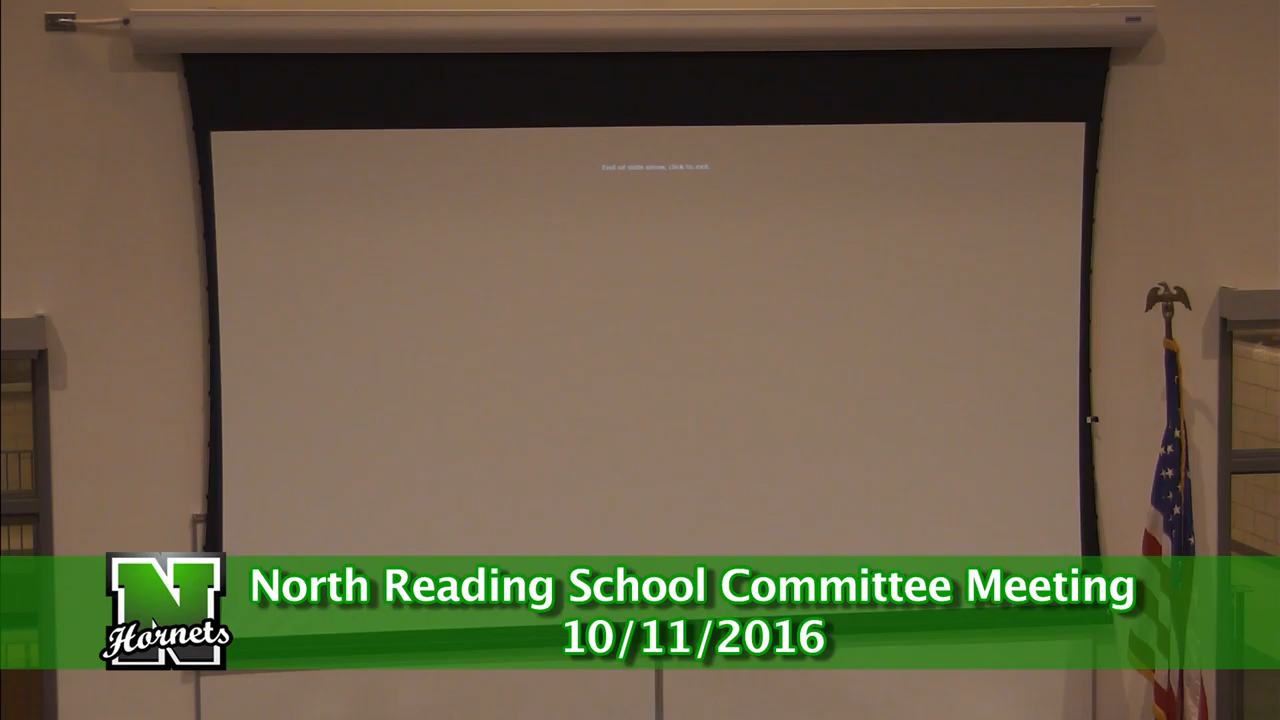 End of slide show, click to exit.
North Reading School Committee Meeting
10/11/2016
N
Hornets